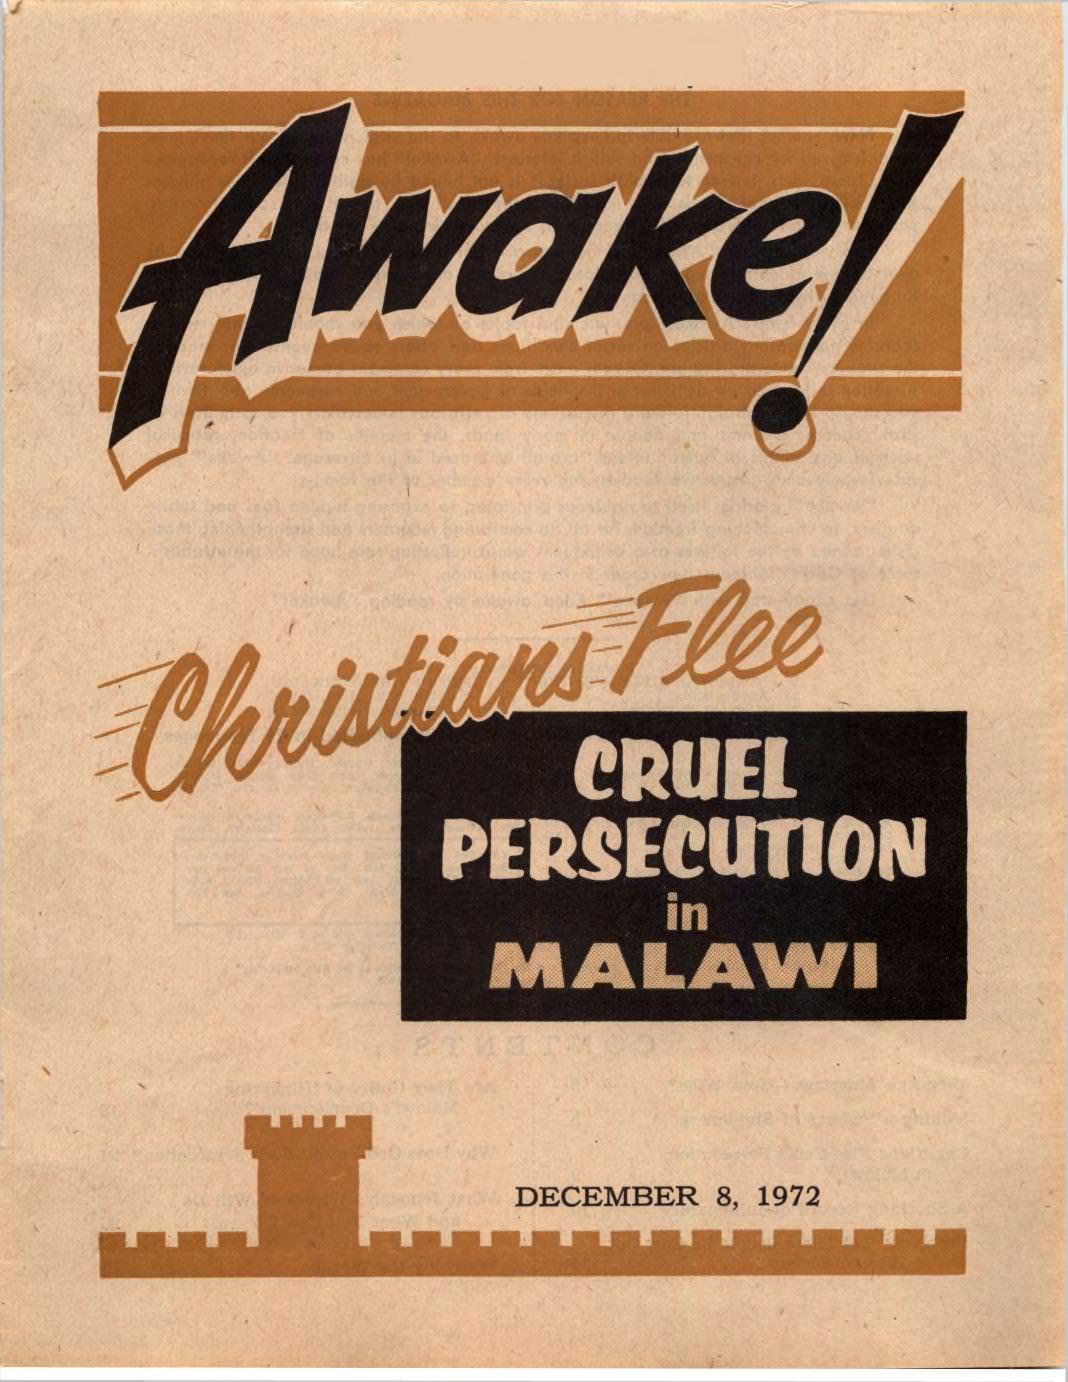 Awake!
Christians Flee
CRUEL
PERSECUTION
in
MALAWI
DECEMBER 8, 1972